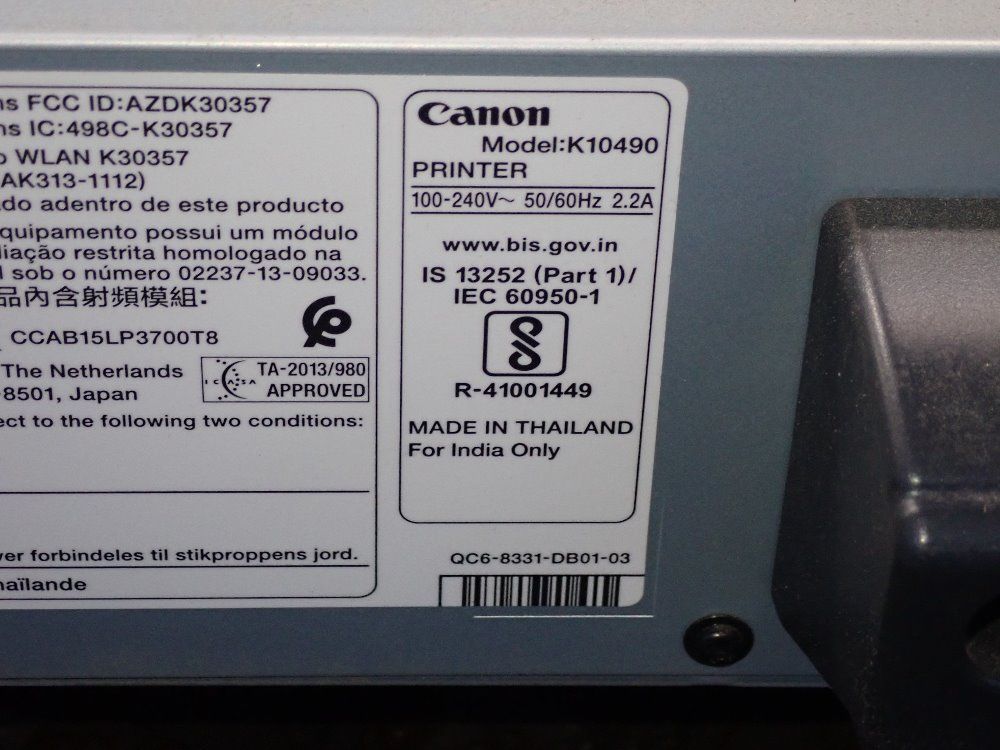 ns FCC ID:AZDK30357
ns IC:498C-K30357
o WLAN K30357
AK313-1112)
do adentro de este producto
quipamento possui um módulo
liação restrita homologado na
l sob o número 02237-13-09033.
品內含射頻模組:
CCAB15LP3700T8
The Netherlands
-8501, Japan
ICASA
TA-2013/980
APPROVED
ect to the following two conditions:
ver forbindeles til stikproppens jord.
haïlande
Canon
Model:K10490
PRINTER
100-240V~ 50/60Hz 2.2A
www.bis.gov.in
IS 13252 (Part 1)/
IEC 60950-1
R-41001449
MADE IN THAILAND
For India Only
QC6-8331-DB01-03